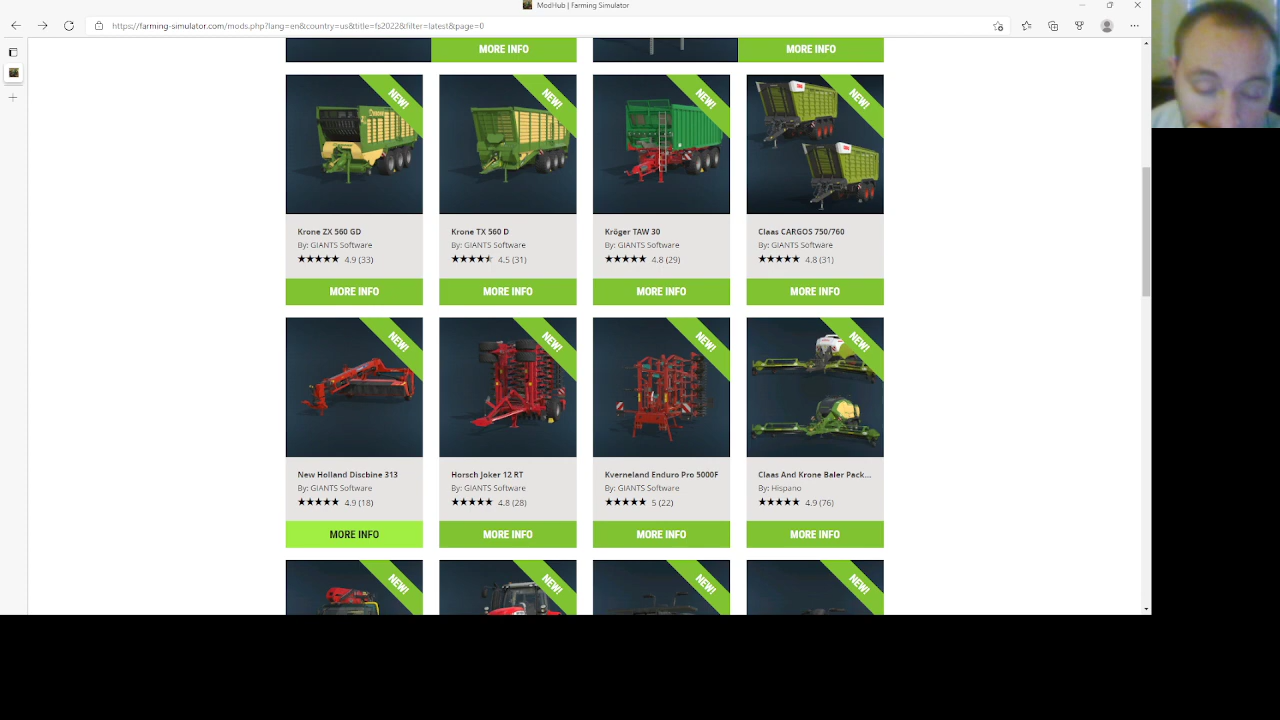 ModHub | Farming Simulator
https://farming-simulator.com/mods.php?lang=en&country=us&title=fs2022&filter=latest&page=0
MORE INFO
MORE INFO
NEW!
NEW!
NEW!
NEW!
Krone ZX 560 GD
By: GIANTS Software
4.9 (33)
MORE INFO
Krone TX 560 D
By: GIANTS Software
4.5 (31)
MORE INFO
Kröger TAW 30
By: GIANTS Software
4.8 (29)
MORE INFO
Claas CARGOS 750/760
By: GIANTS Software
4.8 (31)
MORE INFO
NEW!
NEW!
NEW!
NEW!
New Holland Discbine 313
By: GIANTS Software
4.9 (18)
MORE INFO
Horsch Joker 12 RT
By: GIANTS Software
4.8 (28)
MORE INFO
Kverneland Enduro Pro 5000F
By: GIANTS Software
5 (22)
MORE INFO
Claas And Krone Baler Pack...
By: Hispano
4.9 (76)
MORE INFO
NEW!
NEW!
NEW!
NEW!